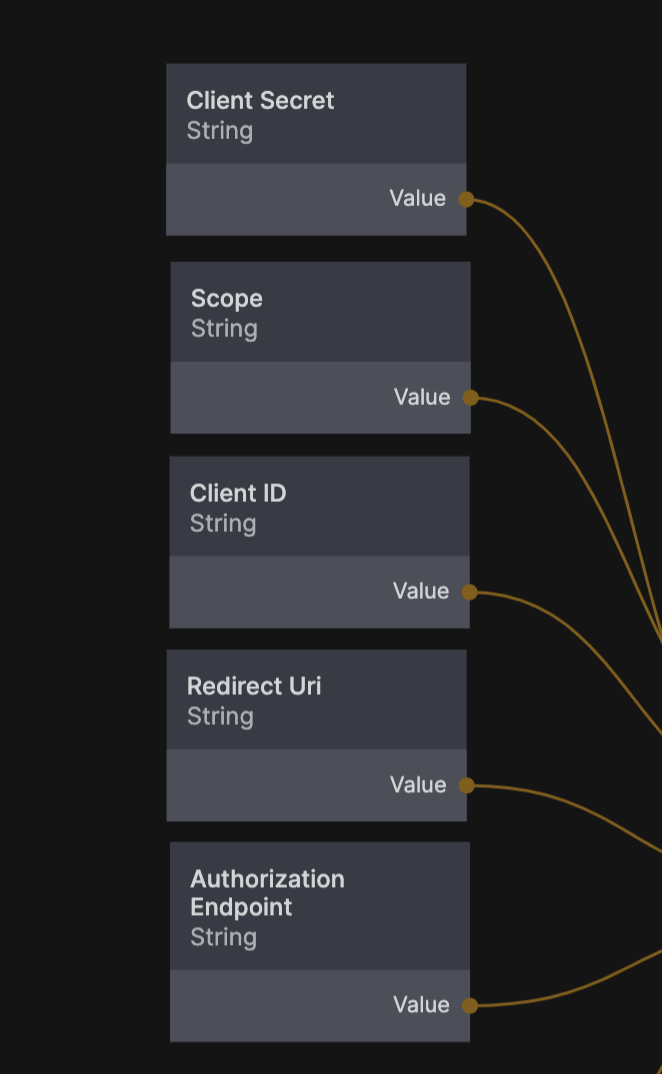 Client Secret
String
Value
Scope
String
Value
Client ID
String
Value
Redirect Uri
String
Value
Authorization
Endpoint
String
Value